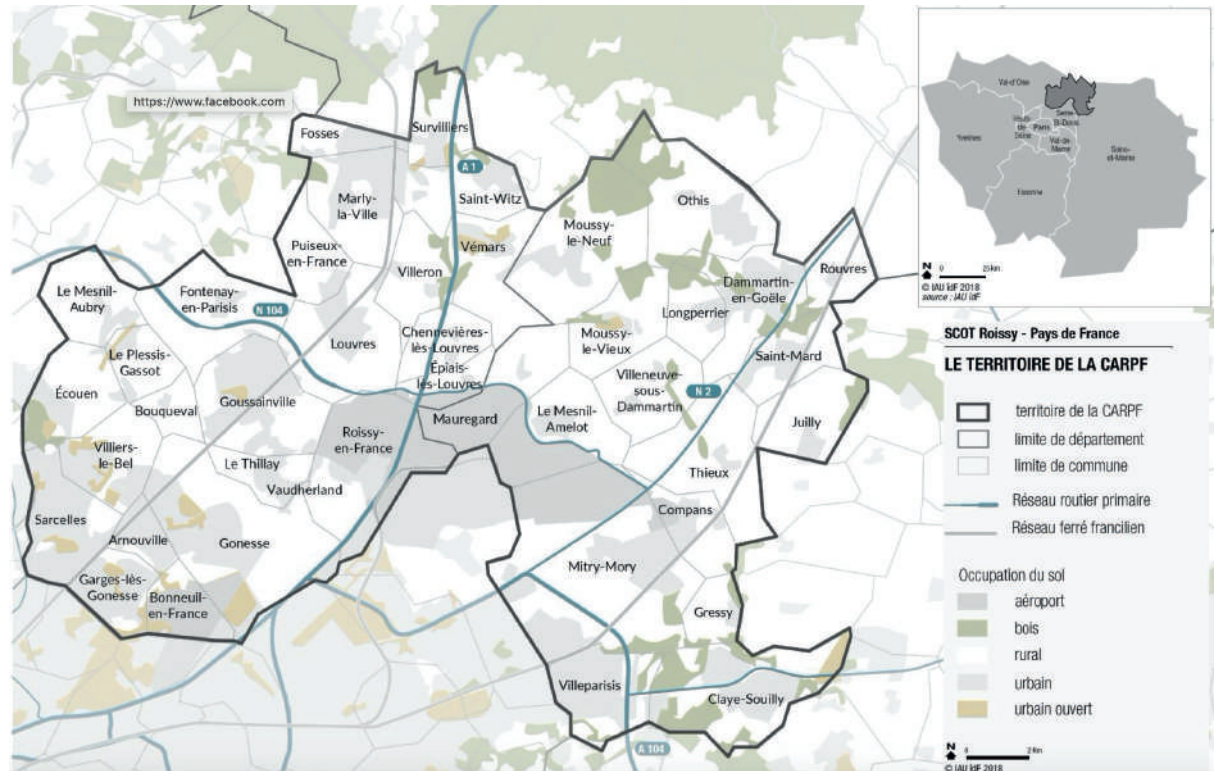 https://www.facebook.com
Fosses
Survilliers
A 1
Marly-
la-Ville
Saint-Witz
Othis
Moussy-
le-Neuf
Puiseux-
en-France
Vémars
Villeron
Rouvres
Dammartin-
en-Goële
Le Mesnil-
Aubry
Fontenay-
en-Parisis
N 104
Longperrier
Louvres
Chennevières-
lès-Louvres
Moussy-
le-Vieux
Saint-Mard
Le Plessis-
Gassot
Épiais-
lès-Louvres
Villeneuve-
sous-
Dammartin
N 2
Écouen
Bouqueval
Goussainville
Mauregard
Le Mesnil-
Amelot
Juilly
Roissy-
en-France
Villiers-
le-Bel
Le Thillay
Thieux
Vaudherland
Compans
Sarcelles
Arnouville
Gonesse
Mitry-Mory
Garges-lès-
Gonesse
Bonneuil-
en-France
Gressy
Villeparisis
Claye-Souilly
A 104
Val-d'Oise
Seine-
St-Denis
Hauts
de
Seine
Paris
Val-de
Marne
Yvelines
Seine-
et-Marne
Essonne
N
0 25km
© IAU îdF 2018
source : IAU îdF
SCOT Roissy - Pays de France
LE TERRITOIRE DE LA CARPF
territoire de la CARPF
limite de département
limite de commune
Réseau routier primaire
Réseau ferré francilien
Occupation du sol
aéroport
bois
rural
urbain
urbain ouvert
N
0 2 Km
© IAU îdF 2018